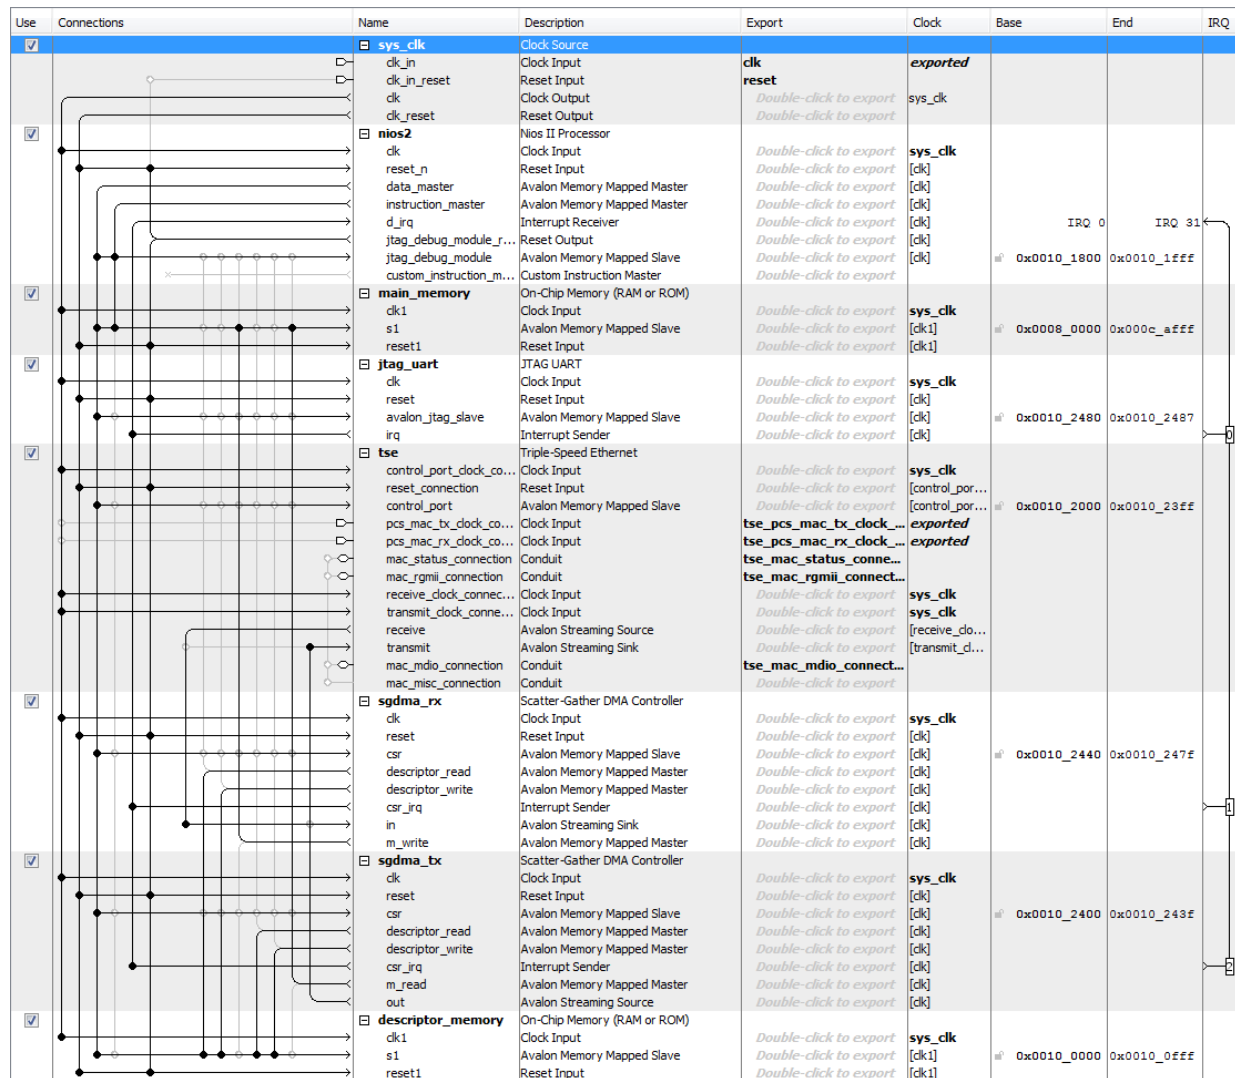 Use Connections Name Description Export Clock Base End IRQ
sys_clk Clock Source
clk_in Clock Input clk exported
clk_in_reset Reset Input reset
clk Clock Output Double-click to export sys_clk
clk_reset Reset Output Double-click to export
nios2 Nios II Processor
clk Clock Input Double-click to export sys_clk
reset_n Reset Input Double-click to export [clk]
data_master Avalon Memory Mapped Master Double-click to export [clk]
instruction_master Avalon Memory Mapped Master Double-click to export [clk]
d_irq Interrupt Receiver Double-click to export [clk] IRQ 0 IRQ 31
jtag_debug_module_r... Reset Output Double-click to export [clk]
jtag_debug_module Avalon Memory Mapped Slave Double-click to export [clk] 0x0010_1800 0x0010_1fff
custom_instruction_m... Custom Instruction Master Double-click to export
main_memory On-Chip Memory (RAM or ROM)
clk1 Clock Input Double-click to export sys_clk
s1 Avalon Memory Mapped Slave Double-click to export [clk1] 0x0008_0000 0x000c_afff
reset1 Reset Input Double-click to export [clk1]
jtag_uart JTAG UART
clk Clock Input Double-click to export sys_clk
reset Reset Input Double-click to export [clk]
avalon_jtag_slave Avalon Memory Mapped Slave Double-click to export [clk] 0x0010_2480 0x0010_2487
irq Interrupt Sender Double-click to export [clk] 0
tse Triple-Speed Ethernet
control_port_clock_co... Clock Input Double-click to export sys_clk
reset_connection Reset Input Double-click to export [control_por...
control_port Avalon Memory Mapped Slave Double-click to export [control_por... 0x0010_2000 0x0010_23ff
pcs_mac_tx_clock_co... Clock Input tse_pcs_mac_tx_clock_... exported
pcs_mac_rx_clock_co... Clock Input tse_pcs_mac_rx_clock_... exported
mac_status_connection Conduit tse_mac_status_conne...
mac_rgmii_connection Conduit tse_mac_rgmii_connect...
receive_clock_connec... Clock Input Double-click to export sys_clk
transmit_clock_conne... Clock Input Double-click to export sys_clk
receive Avalon Streaming Source Double-click to export [receive_clo...
transmit Avalon Streaming Sink Double-click to export [transmit_cl...
mac_mdio_connection Conduit tse_mac_mdio_connect...
mac_misc_connection Conduit Double-click to export
sgdma_rx Scatter-Gather DMA Controller
clk Clock Input Double-click to export sys_clk
reset Reset Input Double-click to export [clk]
csr Avalon Memory Mapped Slave Double-click to export [clk] 0x0010_2440 0x0010_247f
descriptor_read Avalon Memory Mapped Master Double-click to export [clk]
descriptor_write Avalon Memory Mapped Master Double-click to export [clk]
csr_irq Interrupt Sender Double-click to export [clk] 1
in Avalon Streaming Sink Double-click to export [clk]
m_write Avalon Memory Mapped Master Double-click to export [clk]
sgdma_tx Scatter-Gather DMA Controller
clk Clock Input Double-click to export sys_clk
reset Reset Input Double-click to export [clk]
csr Avalon Memory Mapped Slave Double-click to export [clk] 0x0010_2400 0x0010_243f
descriptor_read Avalon Memory Mapped Master Double-click to export [clk]
descriptor_write Avalon Memory Mapped Master Double-click to export [clk]
csr_irq Interrupt Sender Double-click to export [clk] 2
m_read Avalon Memory Mapped Master Double-click to export [clk]
out Avalon Streaming Source Double-click to export [clk]
descriptor_memory On-Chip Memory (RAM or ROM)
clk1 Clock Input Double-click to export sys_clk
s1 Avalon Memory Mapped Slave Double-click to export [clk1] 0x0010_0000 0x0010_0fff
reset1 Reset Input Double-click to export [clk1]